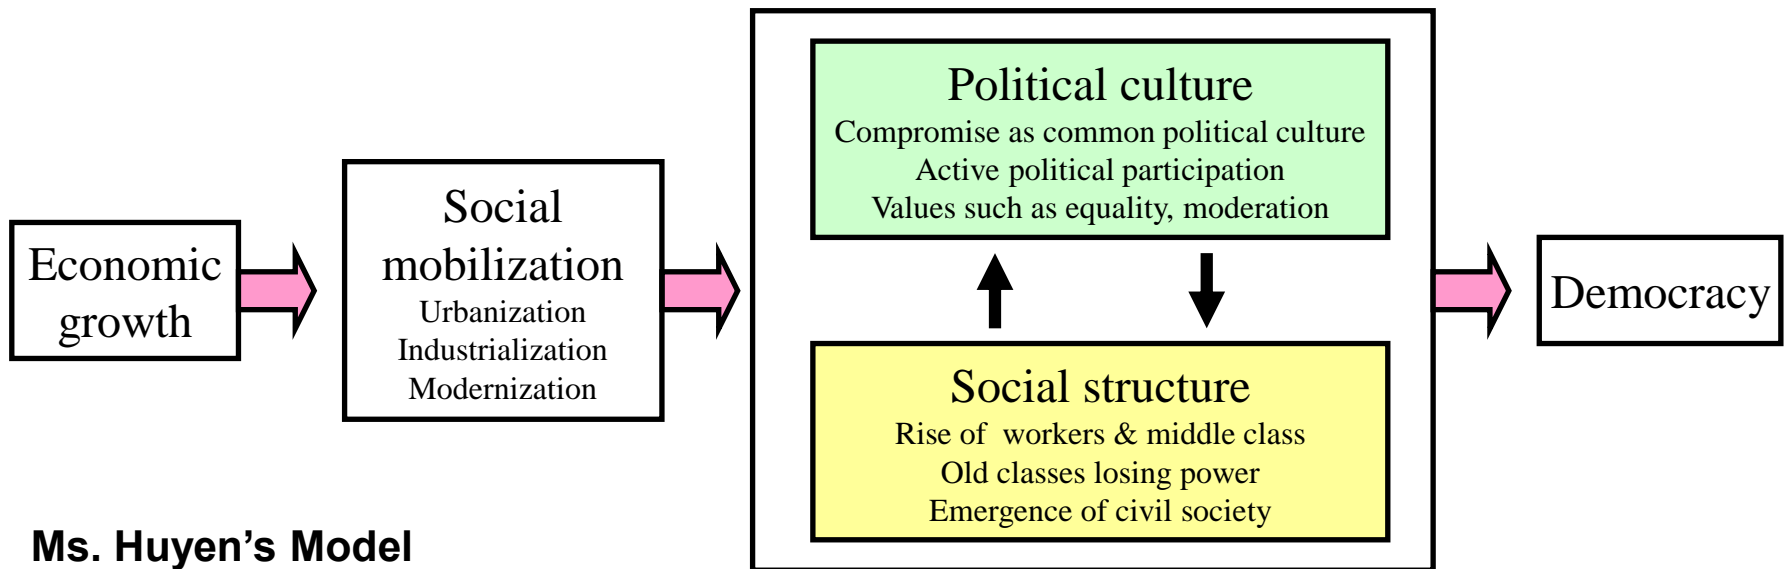 Economic
growth
Social
mobilization
Urbanization
Industrialization
Modernization
Political culture
Compromise as common political culture
Active political participation
Values such as equality, moderation
Social structure
Rise of  workers & middle class
Old classes losing power
Emergence of civil society
Democracy
Ms. Huyen’s Model